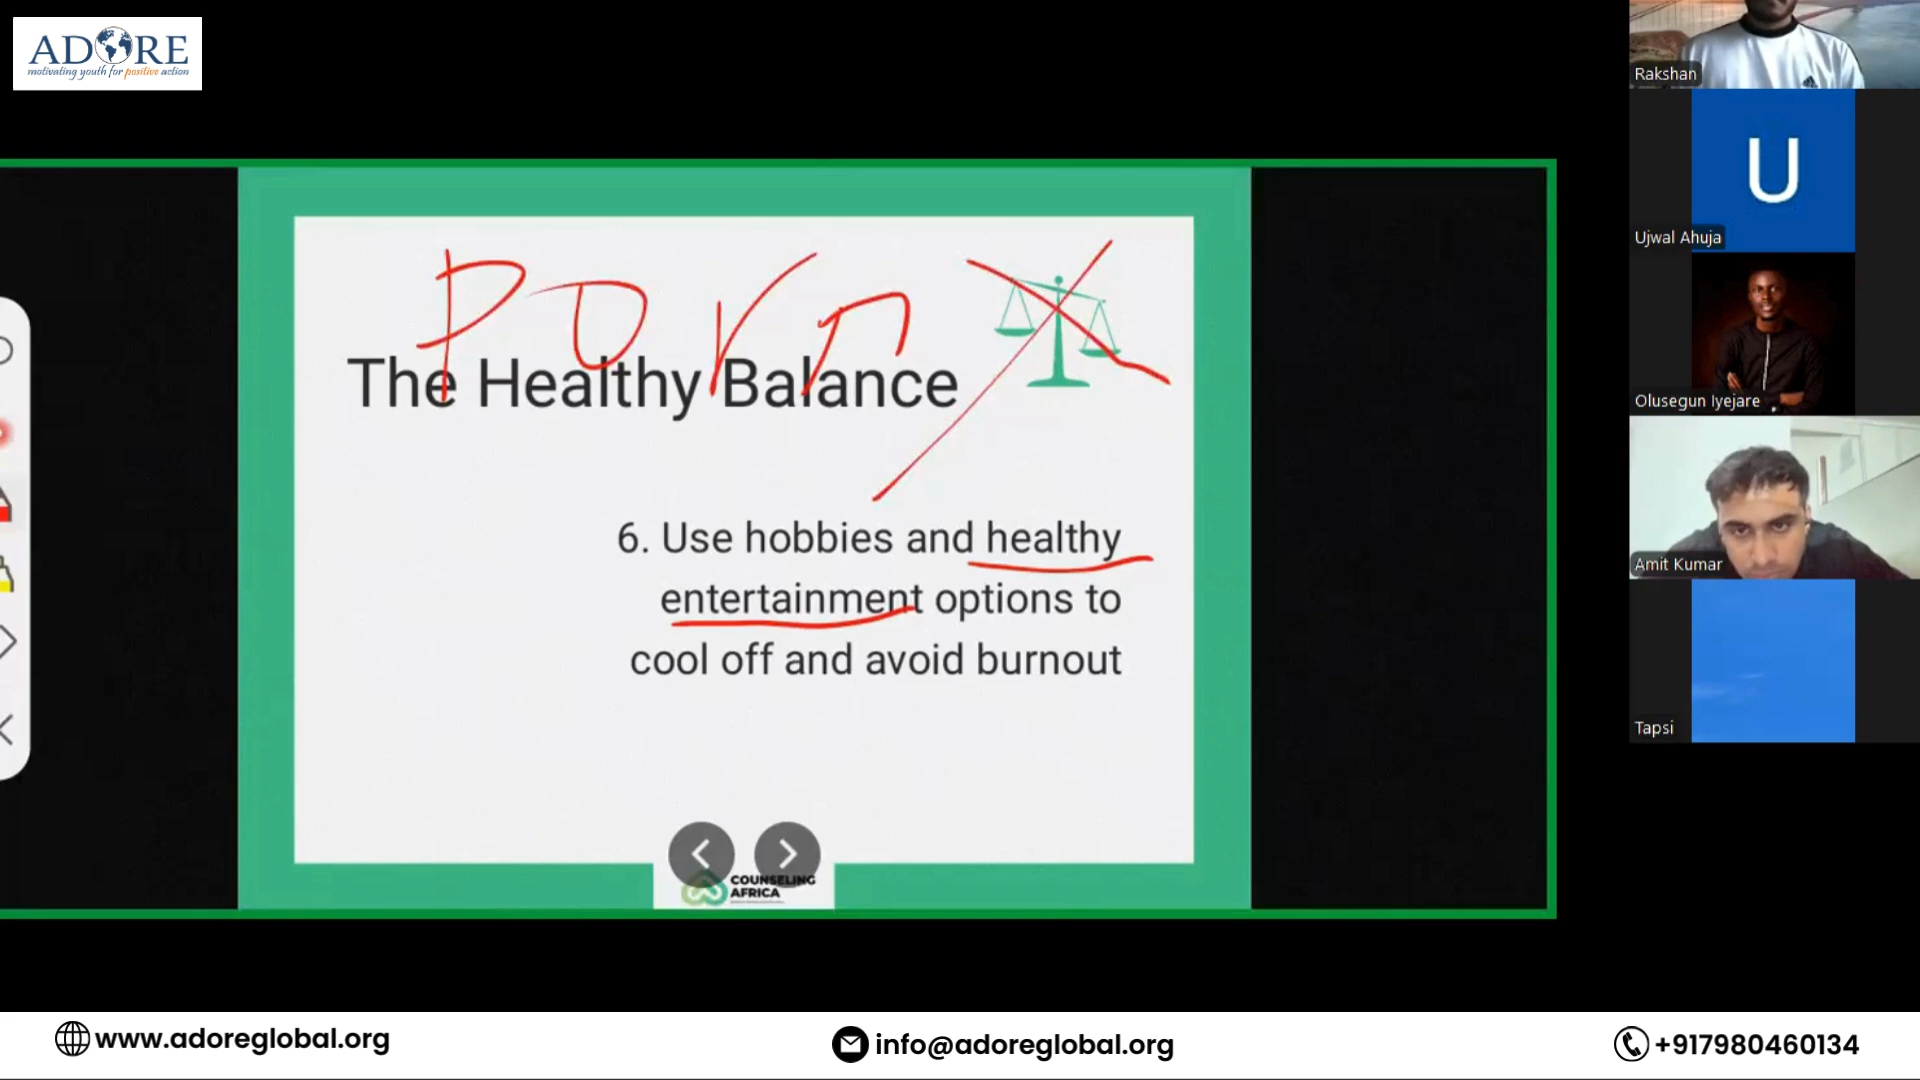 ADORE
motivating youth for positive action
Porn
The Healthy Balance
6. Use hobbies and healthy
entertainment options to
cool off and avoid burnout
COUNSELING
AFRICA
Rakshan
U
Ujwal Ahuja
Olusegun Iyejare
Amit Kumar
Tapsi
www.adoreglobal.org
info@adoreglobal.org
+917980460134